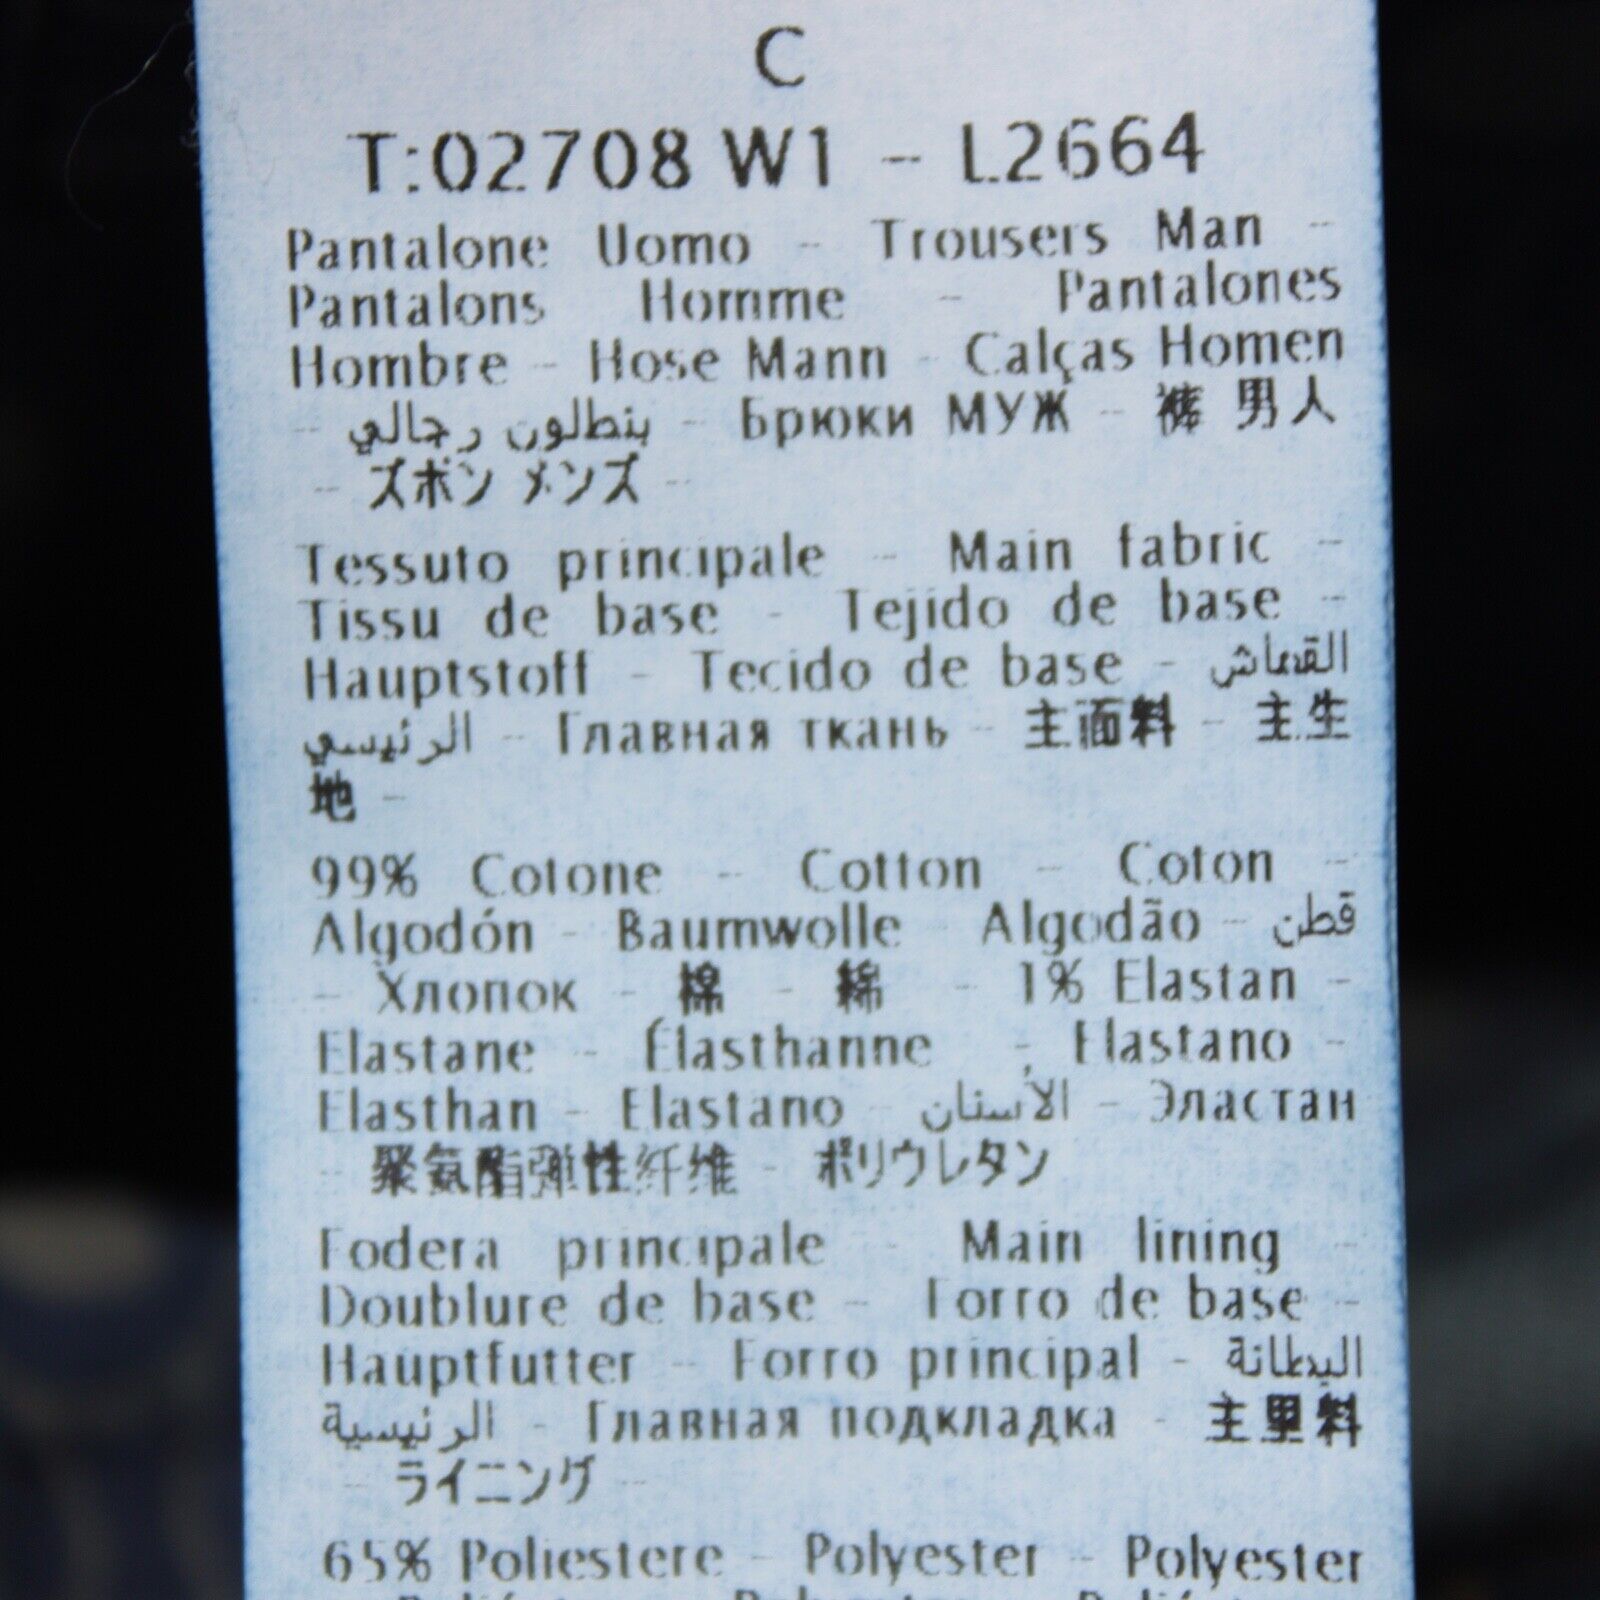 C
T:02708 W1 - L2664
Pantalone Uomo - Trousers Man -
Pantalons Homme - Pantalones
Hombre - Hose Mann - Calças Homen
- بنطلون رجالي - Брюки МУЖ - 裤 男人
- ズボン メンズ -
Tessuto principale - Main fabric -
Tissu de base - Tejido de base -
Hauptstoff - Tecido de base - القماش
الرئيسي - Главная ткань - 主面料 - 主生
地 -
99% Cotone - Cotton - Coton -
Algodón - Baumwolle Algodão - قطن
- Хлопок - 棉 - 綿 - 1% Elastan -
Elastane - Élasthanne - Elastano -
Elasthan - Elastano - الأستان - Эластан
- 聚氨酯弹性纤维 - ポリウレタン
Fodera principale - Main lining -
Doublure de base - Forro de base -
Hauptfutter - Forro principal - البطانة
الرئيسية - Главная подкладка - 主里料
- ライニング -
65% Poliestere - Polyester - Polyester